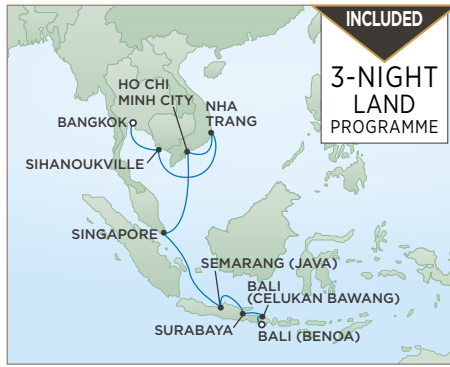 INCLUDED
3-NIGHT
LAND
PROGRAMME
HO CHI
MINH CITY
NHA
TRANG
BANGKOK
SIHANOUKVILLE
SINGAPORE
SEMARANG (JAVA)
BALI
(CELUKAN BAWANG)
SURABAYA
BALI (BENOA)